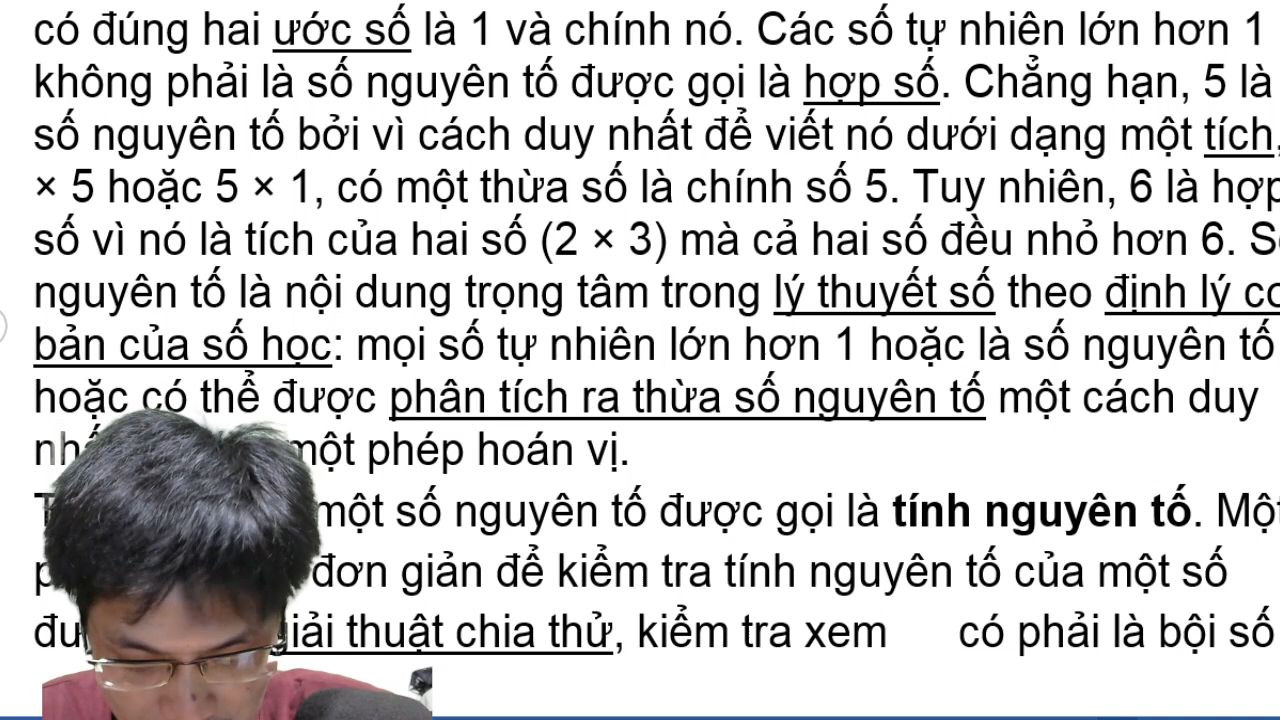 có đúng hai ước số là 1 và chính nó. Các số tự nhiên lớn hơn 1
không phải là số nguyên tố được gọi là hợp số. Chẳng hạn, 5 là
số nguyên tố bởi vì cách duy nhất để viết nó dưới dạng một tích,
× 5 hoặc 5 × 1, có một thừa số là chính số 5. Tuy nhiên, 6 là hợp
số vì nó là tích của hai số (2 × 3) mà cả hai số đều nhỏ hơn 6.
nguyên tố là nội dung trọng tâm trong lý thuyết số theo định lý
bản của số học: mọi số tự nhiên lớn hơn 1 hoặc là số nguyên tố
hoặc có thể được phân tích ra thừa số nguyên tố một cách duy
một phép hoán vị.
một số nguyên tố được gọi là tính nguyên tố. Một
đơn giản để kiểm tra tính nguyên tố của một số
giải thuật chia thử, kiểm tra xem có phải là bội số